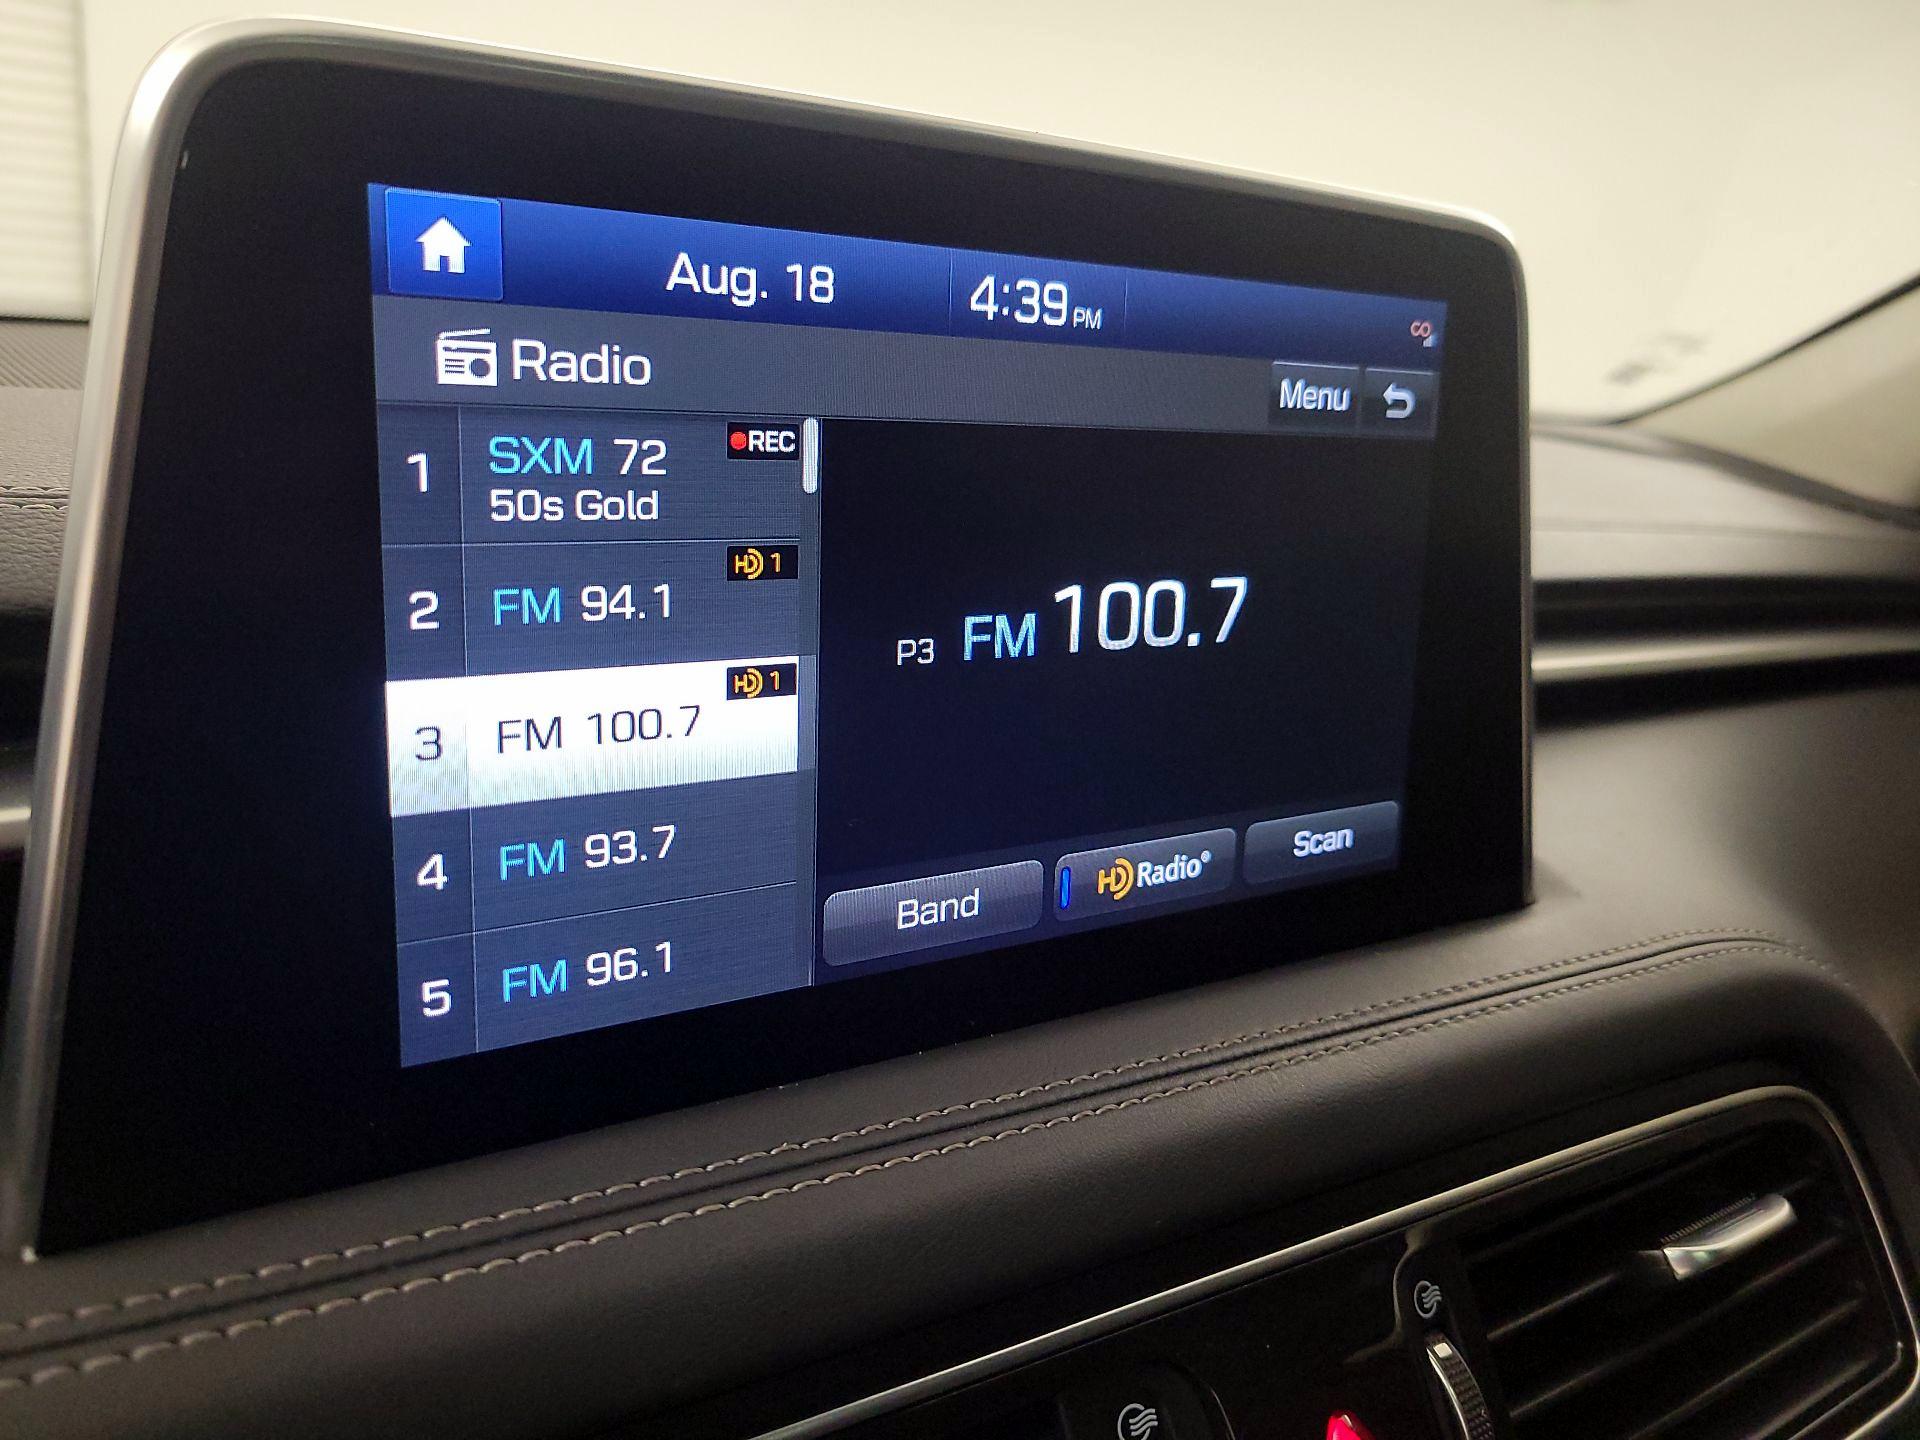 Aug. 18 4:39 PM
Radio
Menu
1 SXM 72 REC
50s Gold
2 FM 94.1 HD 1
3 FM 100.7 HD 1
4 FM 93.7
5 FM 96.1
P3 FM 100.7
Band HD Radio® Scan